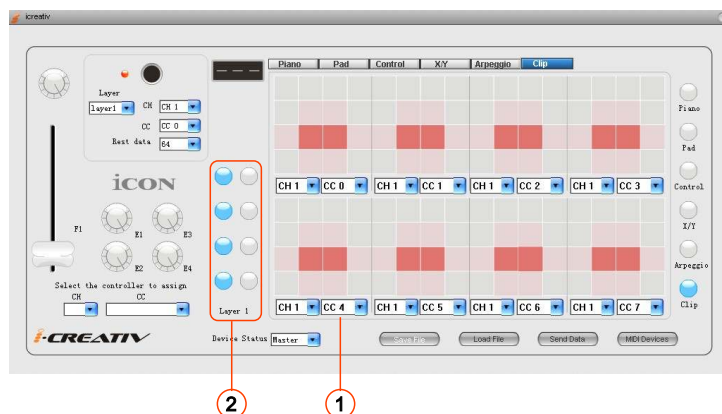 icreativ
Piano Pad Control X/Y Arpeggio Clip
Layer
layer1 CH CH 1
CC CC 0
Rest data 64
Piano
Pad
iCON
CH 1 CC 0 CH 1 CC 1 CH 1 CC 2 CH 1 CC 3
Control
F1 E1 E3
X/Y
E2 E4
Arpeggio
Select the controller to assign
CH CC
Layer 1
CH 1 CC 4 CH 1 CC 5 CH 1 CC 6 CH 1 CC 7
Clip
i-CREATIV
Device Status Master Save File Load File Send Data MIDI Devices
2 1